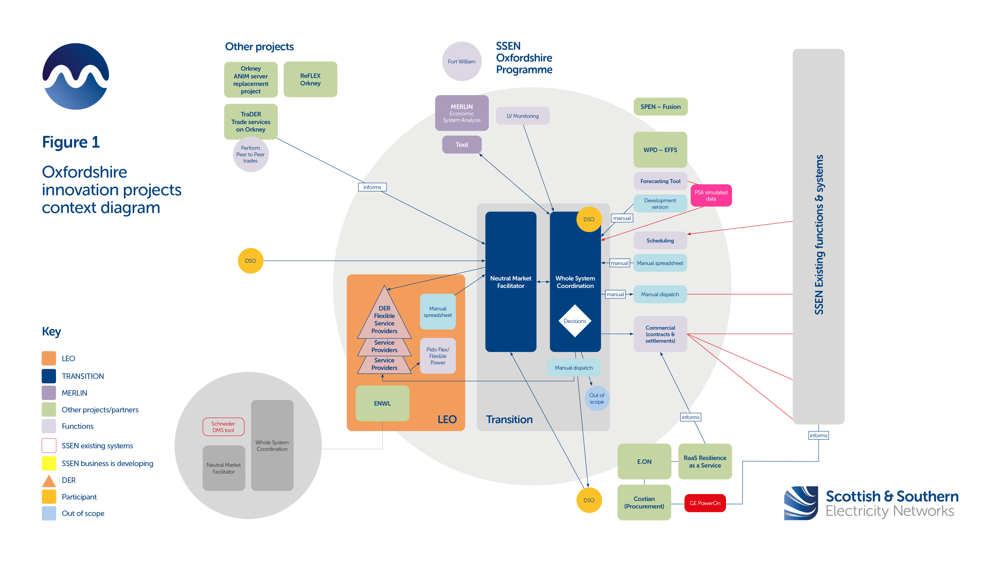 Figure 1
Oxfordshire
innovation projects
context diagram
Key
LEO
TRANSITION
MERLIN
Other projects/partners
Functions
SSEN existing systems
SSEN business is developing
DER
Participant
Out of scope
Other projects
Orkney
ANIM server
replacement
project
ReFLEX
Orkney
TraDER
Trade services
on Orkney
Perform
Peer to Peer
trades
informs
DSO
Fort William
SSEN
Oxfordshire
Programme
MERLIN
Economic
System Analysis
Tool
LV Monitoring
SPEN – Fusion
WPD – EFFS
Forecasting Tool
PSA simulated
data
Development
version
manual
Scheduling
manual
Manual spreadsheet
manual
Manual dispatch
Commercial
(contracts &
settlements)
SSEN Existing functions & systems
DSO
Neutral Market
Facilitator
Whole System
Coordination
Decisions
Manual dispatch
Out of
scope
Transition
DER
Flexible
Service
Providers
Service
Providers
Service
Providers
Manual
spreadsheet
Pido Flex/
Flexible
Power
ENWL
LEO
Schneider
DMS tool
Neutral Market
Facilitator
Whole System
Coordination
informs
informs
E.ON
RaaS Resilience
as a Service
Costian
(Procurement)
GE PowerOn
DSO
Scottish & Southern
Electricity Networks